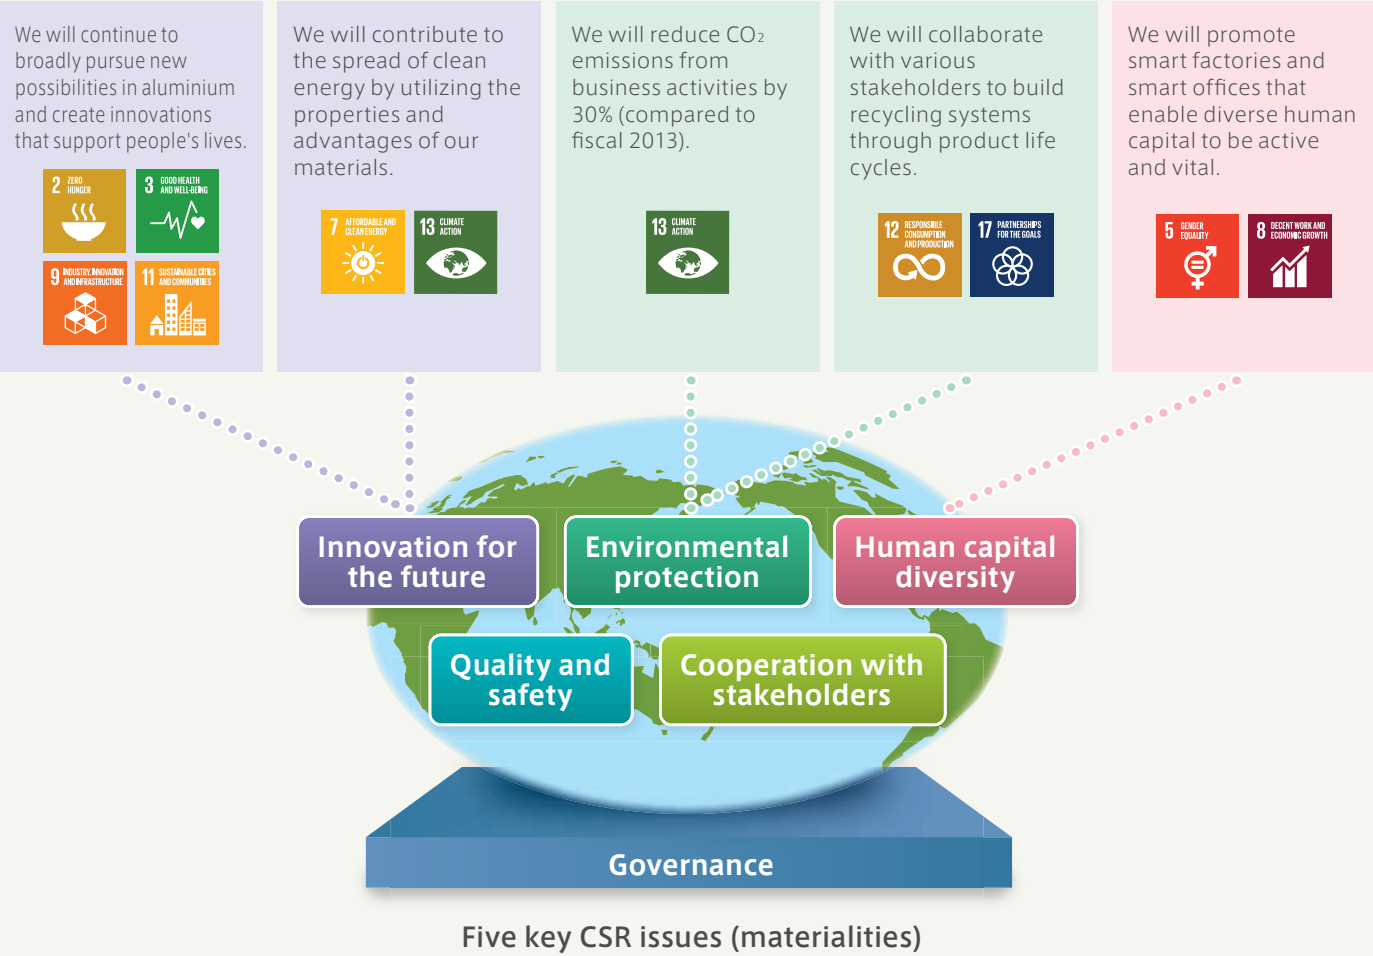 We will continue to
broadly pursue new
possibilities in aluminium
and create innovations
that support people's lives.
2 ZERO
HUNGER
3 GOOD HEALTH
AND WELL-BEING
9 INDUSTRY, INNOVATION
AND INFRASTRUCTURE
11 SUSTAINABLE CITIES
AND COMMUNITIES
We will contribute to
the spread of clean
energy by utilizing the
properties and
advantages of our
materials.
7 AFFORDABLE AND
CLEAN ENERGY
13 CLIMATE
ACTION
We will reduce CO₂
emissions from
business activities by
30% (compared to
fiscal 2013).
13 CLIMATE
ACTION
We will collaborate
with various
stakeholders to build
recycling systems
through product life
cycles.
12 RESPONSIBLE
CONSUMPTION
AND PRODUCTION
17 PARTNERSHIPS
FOR THE GOALS
We will promote
smart factories and
smart offices that
enable diverse human
capital to be active
and vital.
5 GENDER
EQUALITY
8 DECENT WORK AND
ECONOMIC GROWTH
Innovation for
the future
Environmental
protection
Human capital
diversity
Quality and
safety
Cooperation with
stakeholders
Governance
Five key CSR issues (materialities)